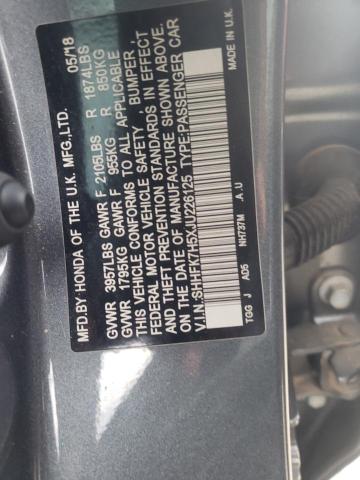 MFD.BY HONDA OF THE U.K. MFG.,LTD. 05/18
GVWR 3957LBS GAWR F 2105LBS R 1874LBS
GVWR 1795KG GAWR F 955KG R 850KG
THIS VEHICLE CONFORMS TO ALL APPLICABLE
FEDERAL MOTOR VEHICLE SAFETY, BUMPER,
AND THEFT PREVENTION STANDARDS IN EFFECT
ON THE DATE OF MANUFACTURE SHOWN ABOVE.
V.I.N.:SHHFK7H5XJU226125 TYPE:PASSENGER CAR
NH737M A .U
TGG J AD5 MADE IN U.K.